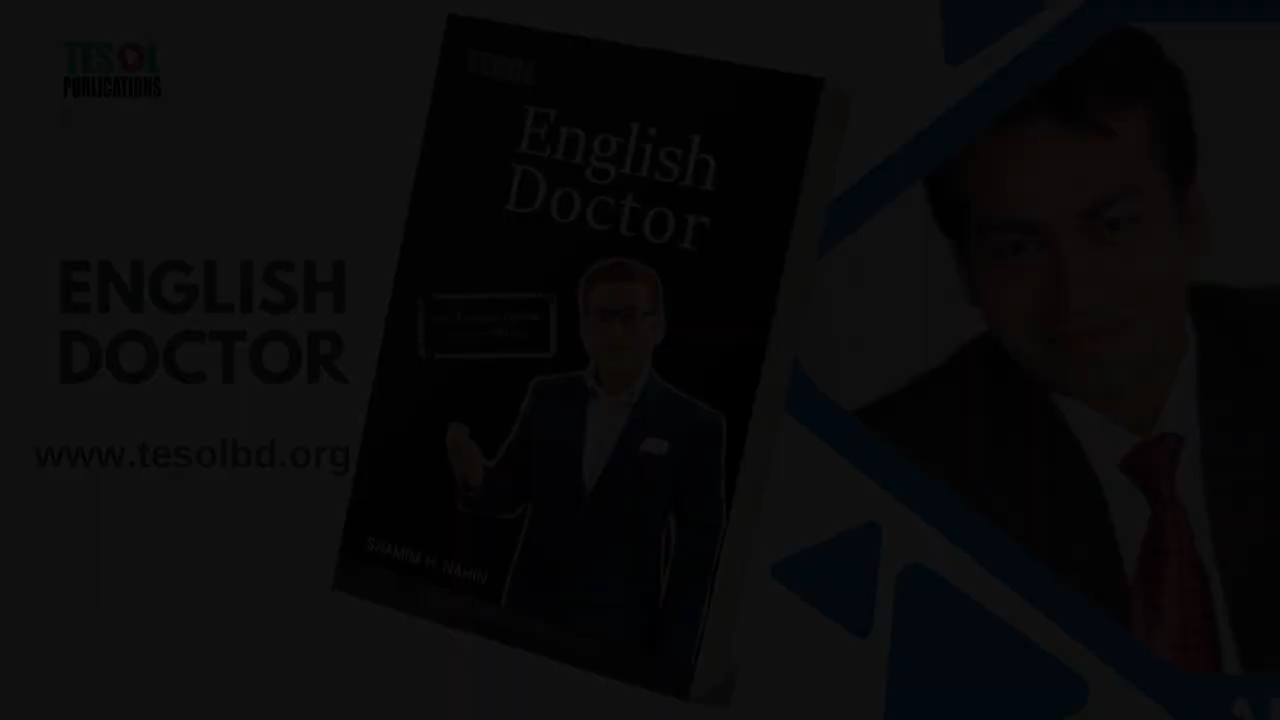 TESOL
PUBLICATIONS
ENGLISH
DOCTOR
www.tesolbd.org
English
Doctor
SHAMIM H. NAHIN